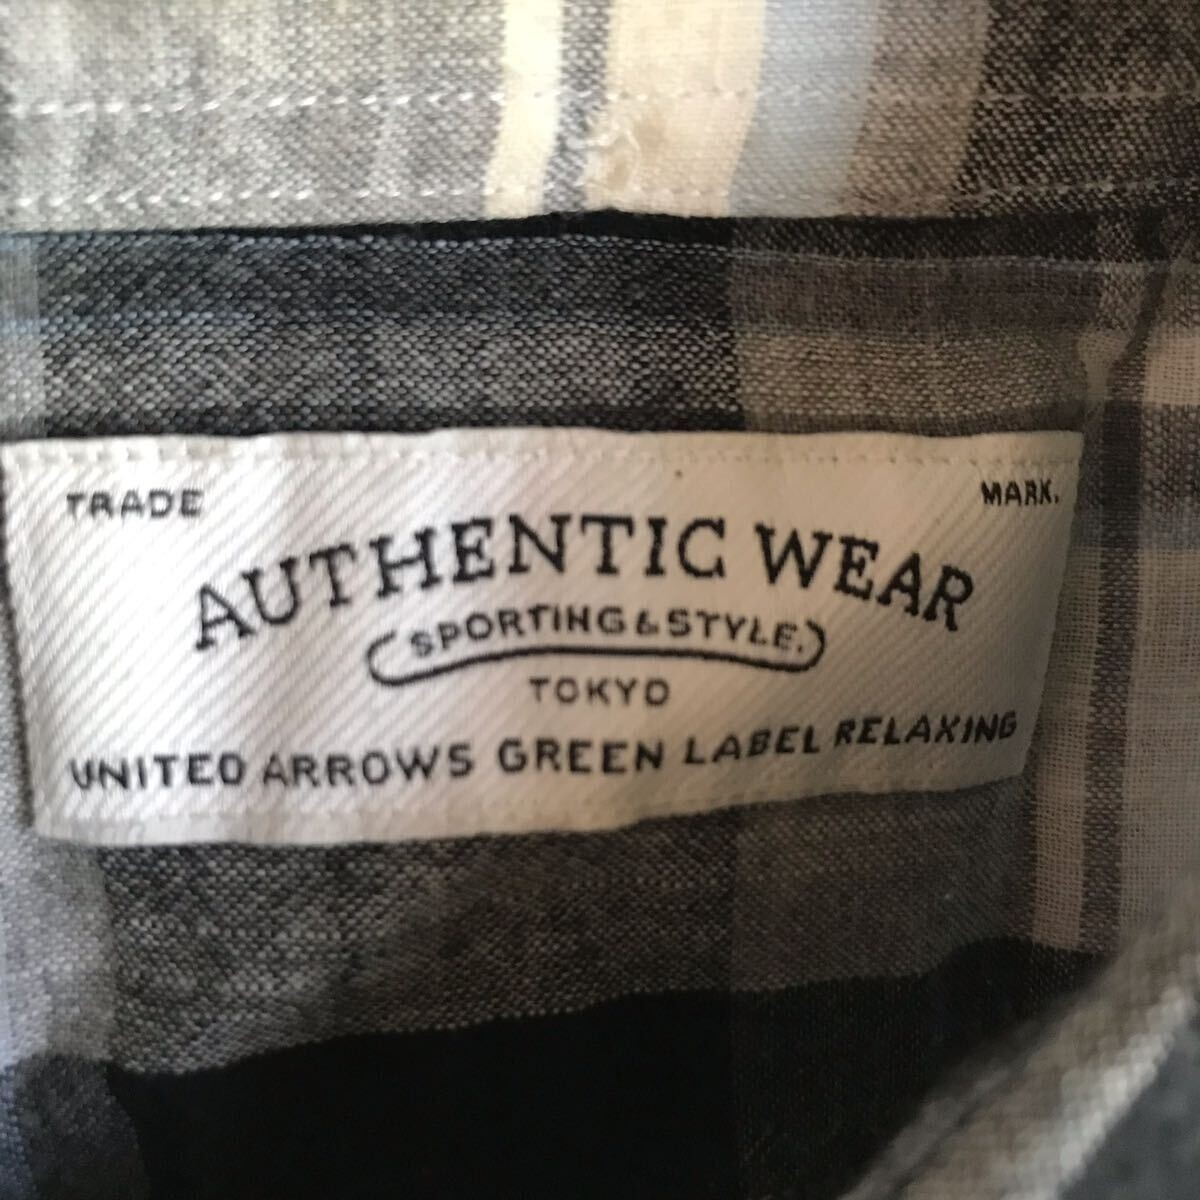 TRADE MARK.
AUTHENTIC WEAR
SPORTING & STYLE.
TOKYO
UNITED ARROWS GREEN LABEL RELAXING